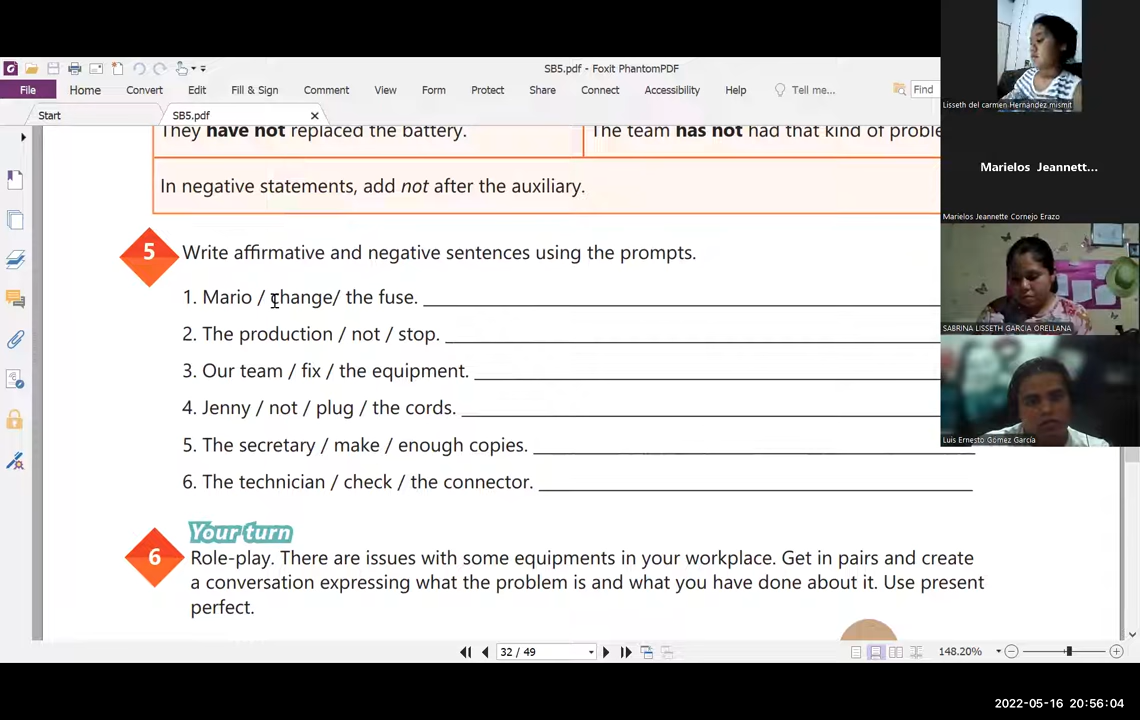 SB5.pdf - Foxit PhantomPDF
File Home Convert Edit Fill & Sign Comment View Form Protect Share Connect Accessibility Help Tell me... Find
Start SB5.pdf
They have not replaced the battery. The team has not had that kind of proble
In negative statements, add not after the auxiliary.
5 Write affirmative and negative sentences using the prompts.
1. Mario / change/ the fuse.
2. The production / not / stop.
3. Our team / fix / the equipment.
4. Jenny / not / plug / the cords.
5. The secretary / make / enough copies.
6. The technician / check / the connector.
Your turn
6 Role-play. There are issues with some equipments in your workplace. Get in pairs and create
a conversation expressing what the problem is and what you have done about it. Use present
perfect.
32 / 49
148.20%
Lisseth del carmen Hernández mismit
Marielos Jeannett...
Marielos Jeannette Cornejo Erazo
SABRINA LISSETH GARCIA ORELLANA
Luis Ernesto Gómez García
2022-05-16 20:56:04